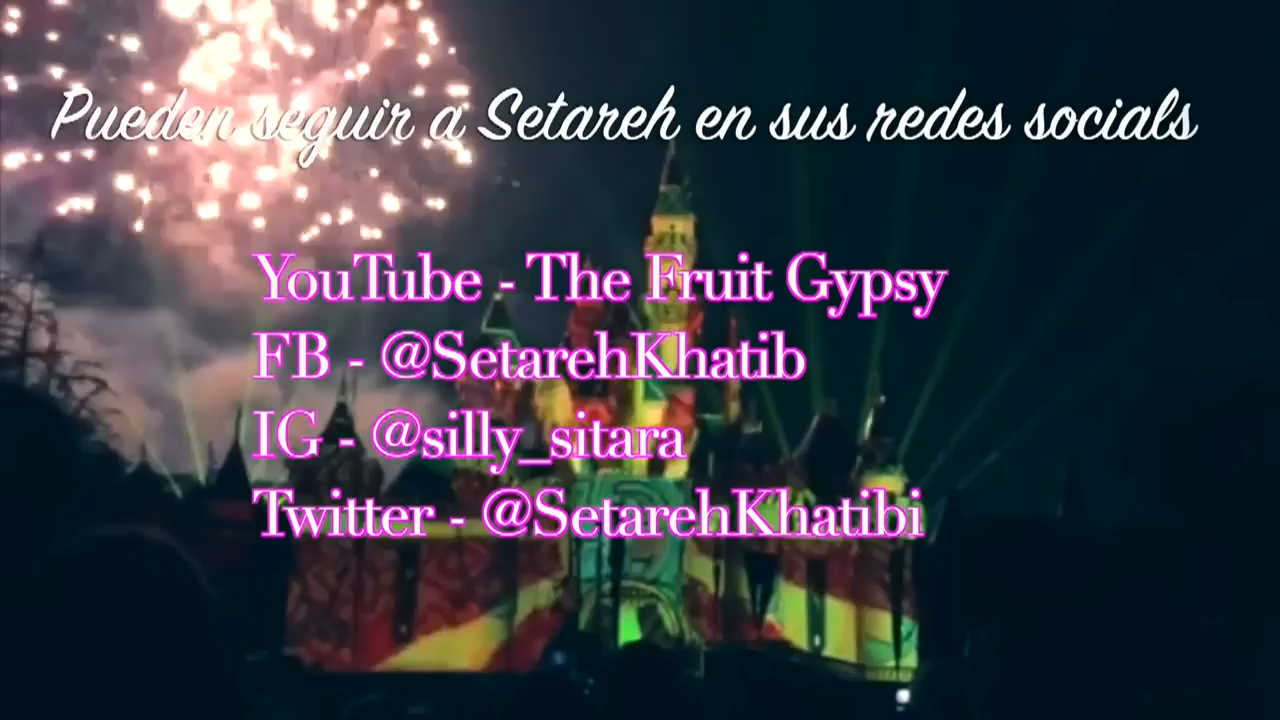 Pueden seguir a Setareh en sus redes socials
YouTube - The Fruit Gypsy
FB - @SetarehKhatib
IG - @silly_sitara
Twitter - @SetarehKhatibi